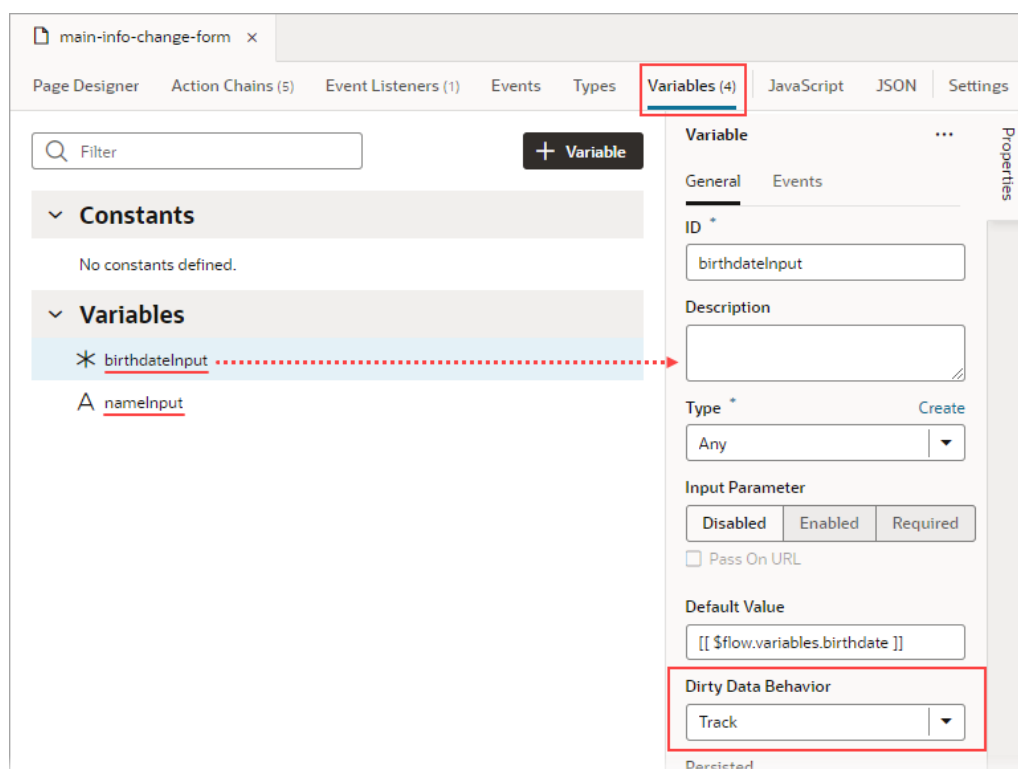 main-info-change-form ×
Page Designer Action Chains (5) Event Listeners (1) Events Types Variables (4) JavaScript JSON Settings
Filter
+ Variable
Constants
No constants defined.
Variables
birthdateInput
nameInput
Variable ...
General Events
ID *
birthdateInput
Description
Type * Create
Any
Input Parameter
Disabled Enabled Required
Pass On URL
Default Value
[[ $flow.variables.birthdate ]]
Dirty Data Behavior
Track
Persisted
Properties